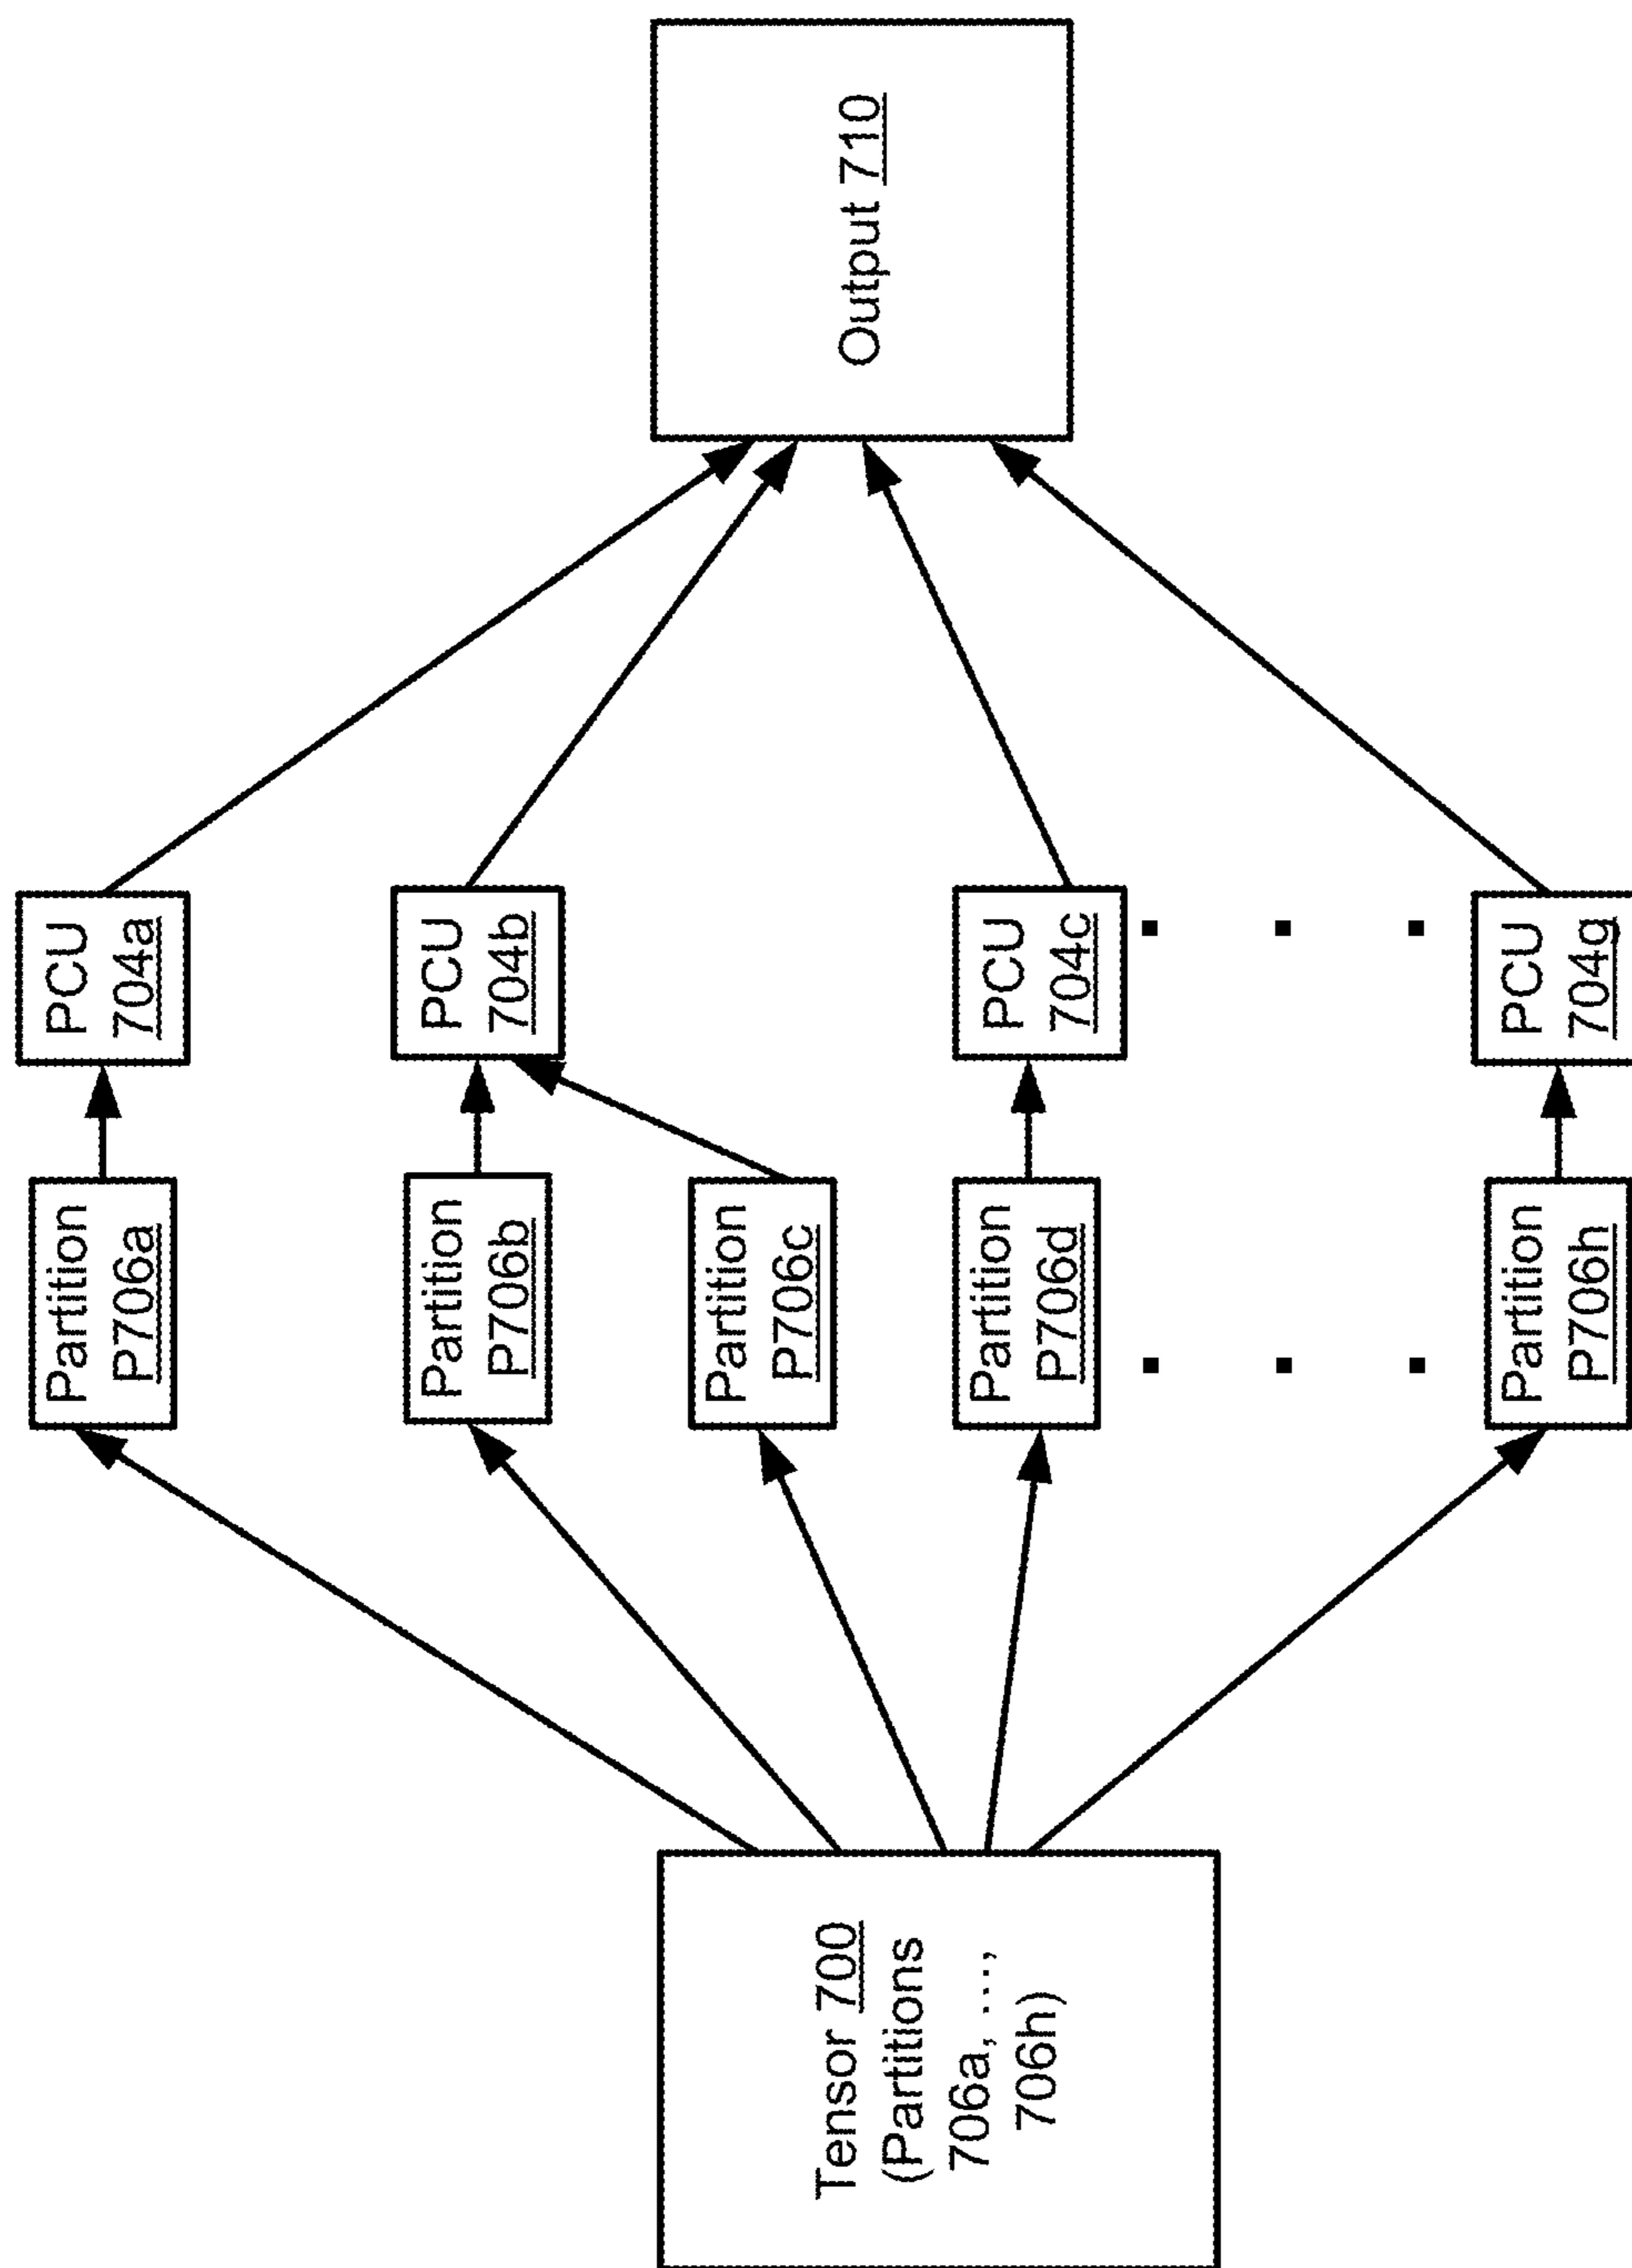 Tensor 700
(Partitions
706a, ...,
706h)
Partition
P706a
Partition
P706b
Partition
P706c
Partition
P706d
Partition
P706h
PCU
704a
PCU
704b
PCU
704c
PCU
704g
Output 710